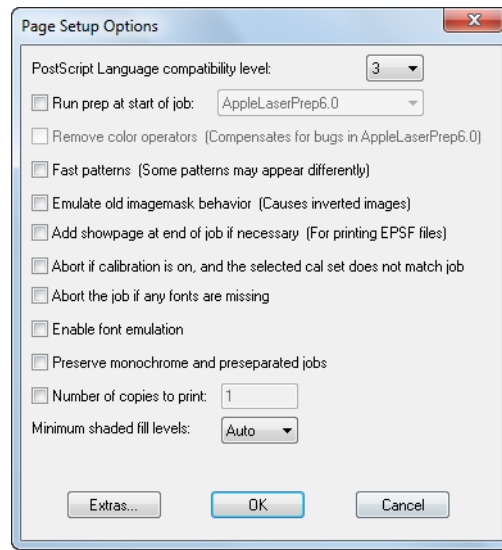 Page Setup Options
PostScript Language compatibility level: 3
Run prep at start of job: AppleLaserPrep6.0
Remove color operators (Compensates for bugs in AppleLaserPrep6.0)
Fast patterns (Some patterns may appear differently)
Emulate old imagemask behavior (Causes inverted images)
Add showpage at end of job if necessary (For printing EPSF files)
Abort if calibration is on, and the selected cal set does not match job
Abort the job if any fonts are missing
Enable font emulation
Preserve monochrome and preseparated jobs
Number of copies to print: 1
Minimum shaded fill levels: Auto
Extras... OK Cancel